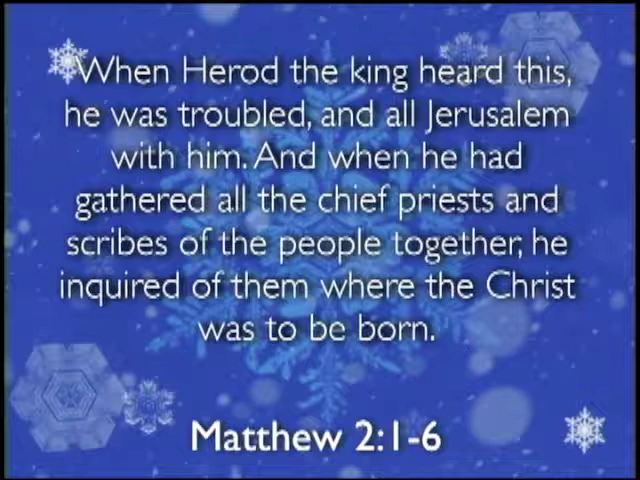 When Herod the king heard this,
he was troubled, and all Jerusalem
with him. And when he had
gathered all the chief priests and
scribes of the people together, he
inquired of them where the Christ
was to be born.
Matthew 2:1-6